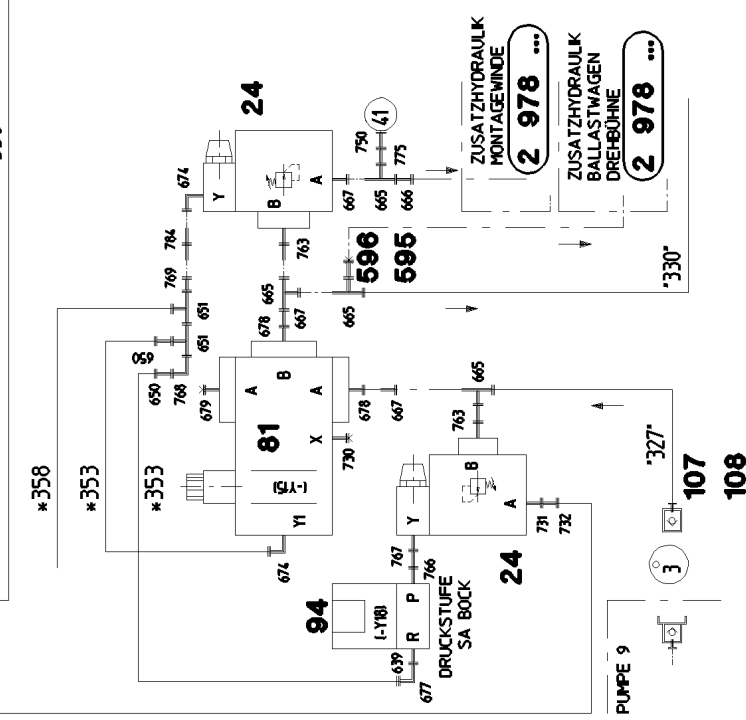 24
674
Y
784
769
651
651
650
650
768
679
A
B
A
678
667
665
763
B
A
667
665
666
775
750
41
ZUSATZHYDRAULIK
MONTAGEWINDE
2 978 ...
ZUSATZHYDRAULIK
BALLASTWAGEN
DREHBÜHNE
2 978 ...
596
595
665
"330"
*358
*353
*353
81
(-Y15)
Y1
X
730
674
678
667
665
763
B
Y
A
24
731
732
767
766
94
(-Y18)
R
P
639
677
DRUCKSTUFE
SA BOCK
"327"
107
108
3
PUMPE 9